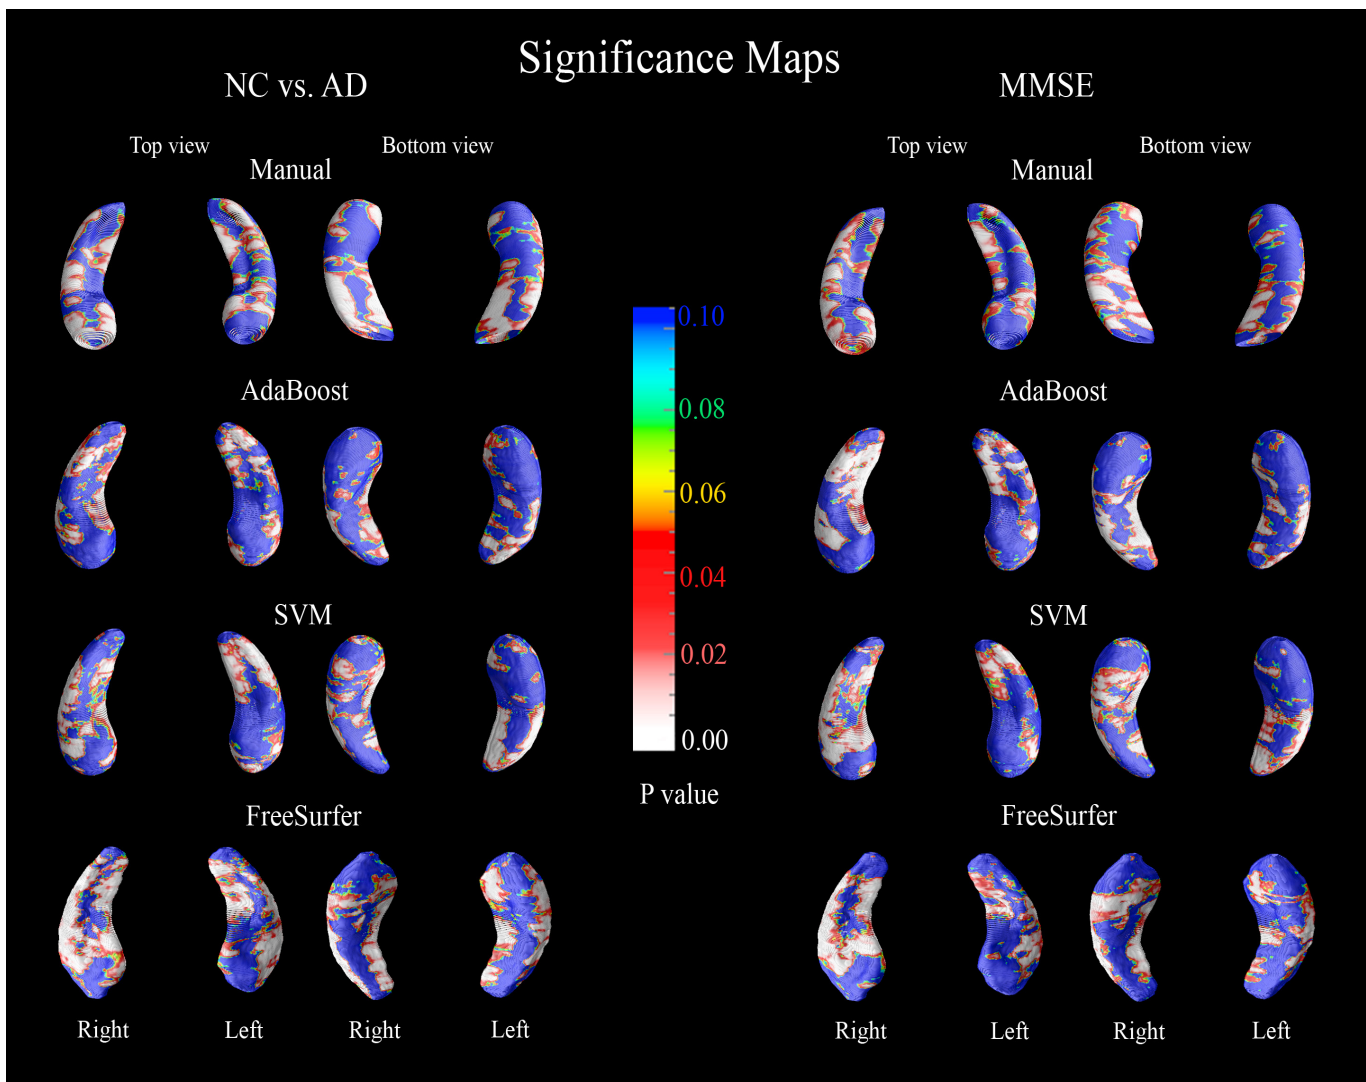 Significance Maps
NC vs. AD
MMSE
Top view
Bottom view
Top view
Bottom view
Manual
Manual
AdaBoost
AdaBoost
SVM
SVM
FreeSurfer
FreeSurfer
0.10
0.08
0.06
0.04
0.02
0.00
P value
Right
Left
Right
Left
Right
Left
Right
Left